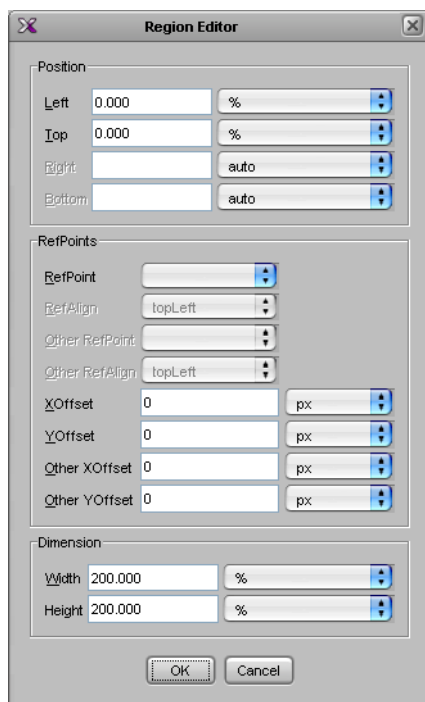 Region Editor
Position
Left 0.000 %
Top 0.000 %
Right auto
Bottom auto
RefPoints
RefPoint
RefAlign topLeft
Other RefPoint
Other RefAlign topLeft
XOffset 0 px
YOffset 0 px
Other XOffset 0 px
Other YOffset 0 px
Dimension
Width 200.000 %
Height 200.000 %
OK Cancel